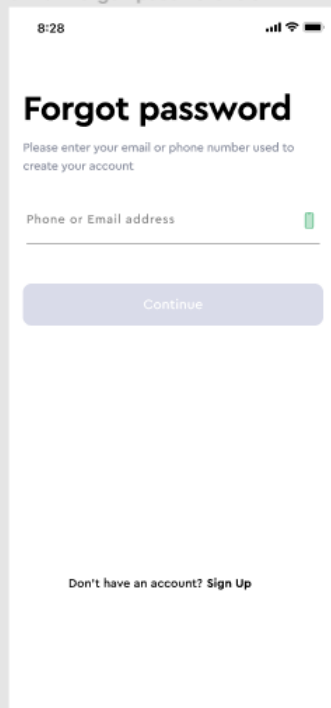 8:28
Forgot password
Please enter your email or phone number used to
create your account
Phone or Email address
Continue
Don't have an account? Sign Up